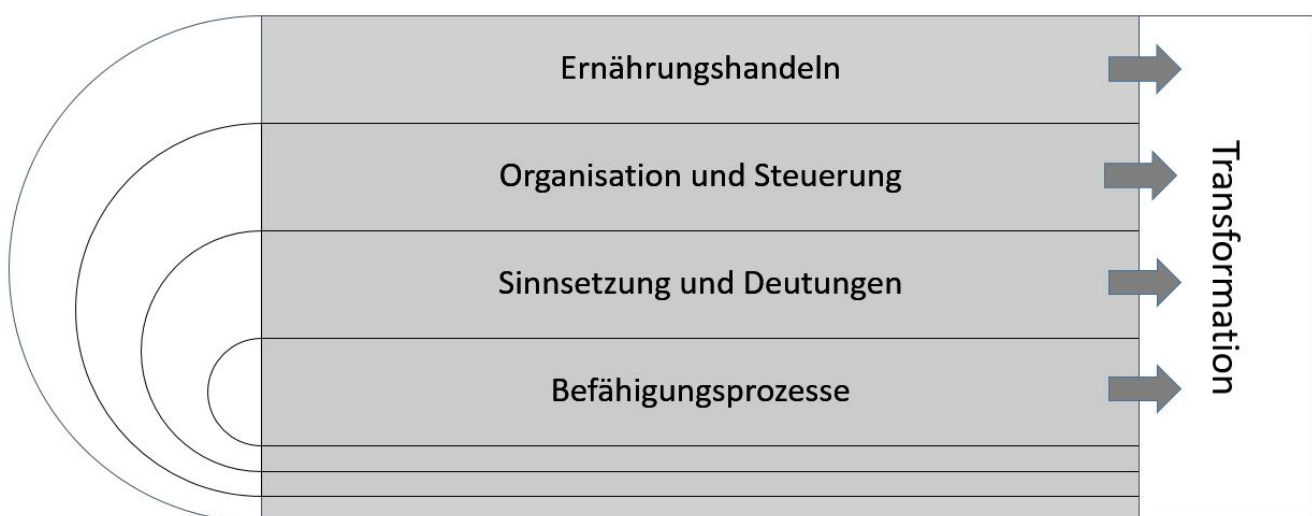 Ernährungshandeln
Organisation und Steuerung
Sinnsetzung und Deutungen
Befähigungsprozesse
Transformation